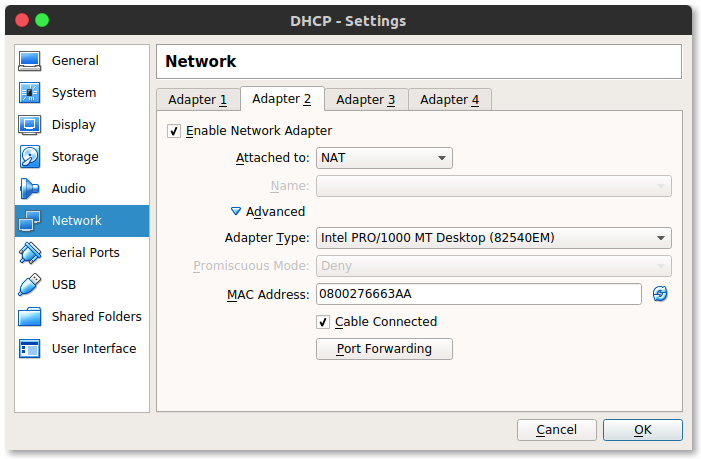 DHCP - Settings
General
System
Display
Storage
Audio
Network
Serial Ports
USB
Shared Folders
User Interface
Network
Adapter 1 Adapter 2 Adapter 3 Adapter 4
Enable Network Adapter
Attached to: NAT
Name:
Advanced
Adapter Type: Intel PRO/1000 MT Desktop (82540EM)
Promiscuous Mode: Deny
MAC Address: 0800276663AA
Cable Connected
Port Forwarding
Cancel OK